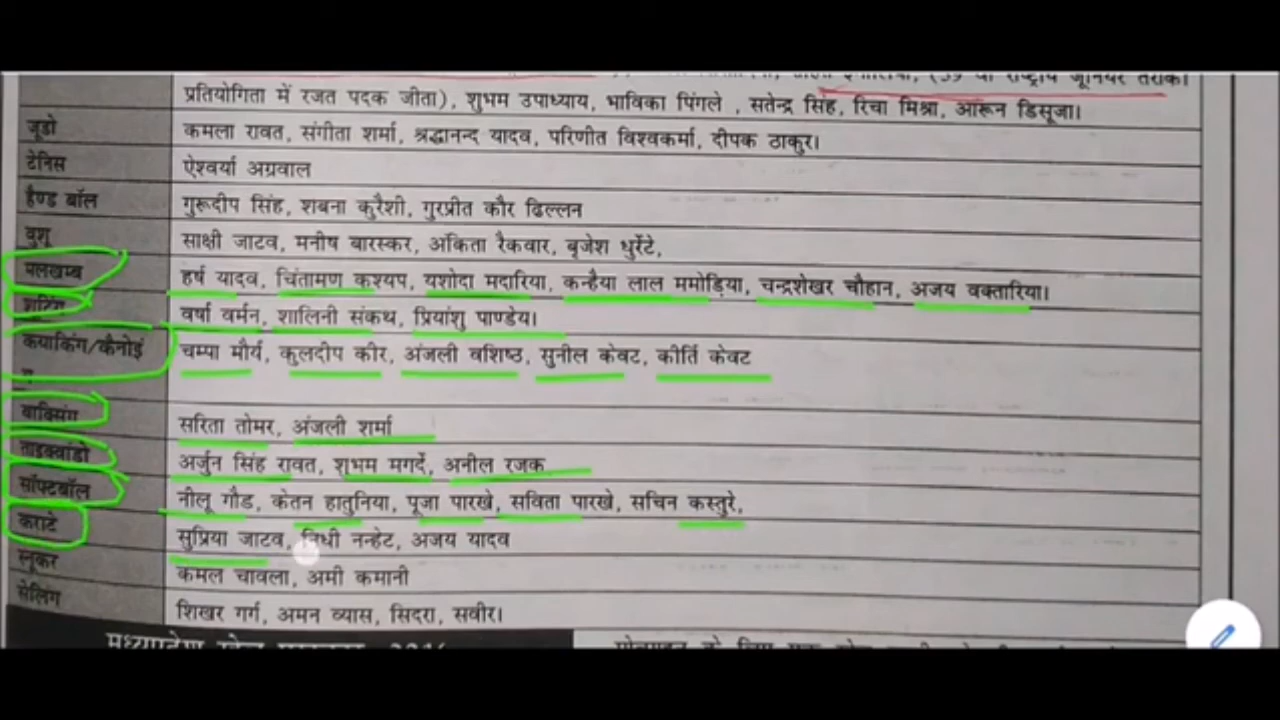 प्रतियोगिता में रजत पदक जीता), शुभम उपाध्याय, भाविका पिंगले , सतेन्द्र सिंह, रिचा मिश्रा, आरून डिसूजा।
जूडो कमला रावत, संगीता शर्मा, श्रद्धानन्द यादव, परिणीत विश्वकर्मा, दीपक ठाकुर।
टेनिस ऐश्वर्या अग्रवाल
हैण्ड बॉल गुरूदीप सिंह, शबना कुरैशी, गुरप्रीत कौर ढिल्लन
वुशू साक्षी जाटव, मनीष बारस्कर, अंकिता रैकवार, बृजेश धुर्रेटे,
मलखम्ब हर्ष यादव, चिंतामण कश्यप, यशोदा मदारिया, कन्हैया लाल ममोड़िया, चन्द्रशेखर चौहान, अजय वक्तारिया।
शूटिंग वर्षा वर्मन, शालिनी संकथ, प्रियांशु पाण्डेय।
कयाकिंग/कैनोइं चम्पा मौर्य, कुलदीप कीर, अंजली वशिष्ठ, सुनील केवट, कीर्ति केवट
ग
बाक्सिंग सरिता तोमर, अंजली शर्मा
ताइक्वांडो अर्जुन सिंह रावत, शुभम मगर्दे, अनील रजक
सॉफ्टबॉल नीलू गौड, केतन हातुनिया, पूजा पारखे, सविता पारखे, सचिन कस्तुरे,
कराटे सुप्रिया जाटव, निधी नन्हेट, अजय यादव
स्नूकर कमल चावला, अमी कमानी
सेलिंग शिखर गर्ग, अमन व्यास, सिदरा, सवीर।